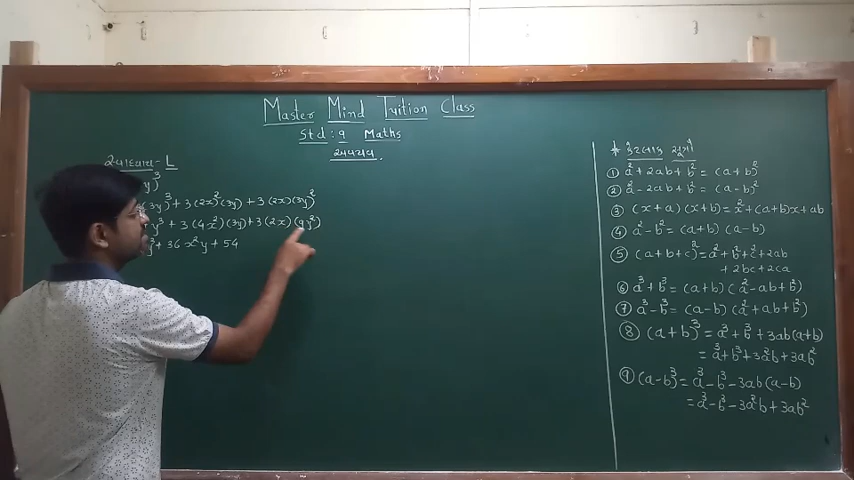 Master Mind Tuition Class
Std : 9 Maths
અવયવ.
સ્વાધ્યાય - L
y)³
(3y)³ + 3(2x)²(3y) + 3(2x)(3y)²
y³ + 3(4x²)(3y) + 3(2x)(9y²)
y³ + 36x²y + 54
* કેટલાક સૂત્રો
① a² + 2ab + b² = (a+b)²
② a² - 2ab + b² = (a-b)²
③ (x+a)(x+b) = x² + (a+b)x + ab
④ a² - b² = (a+b)(a-b)
⑤ (a+b+c)² = a² + b² + c² + 2ab
+ 2bc + 2ca
⑥ a³ + b³ = (a+b)(a² - ab + b²)
⑦ a³ - b³ = (a-b)(a² + ab + b²)
⑧ (a+b)³ = a³ + b³ + 3ab(a+b)
= a³ + b³ + 3a²b + 3ab²
⑨ (a-b)³ = a³ - b³ - 3ab(a-b)
= a³ - b³ - 3a²b + 3ab²